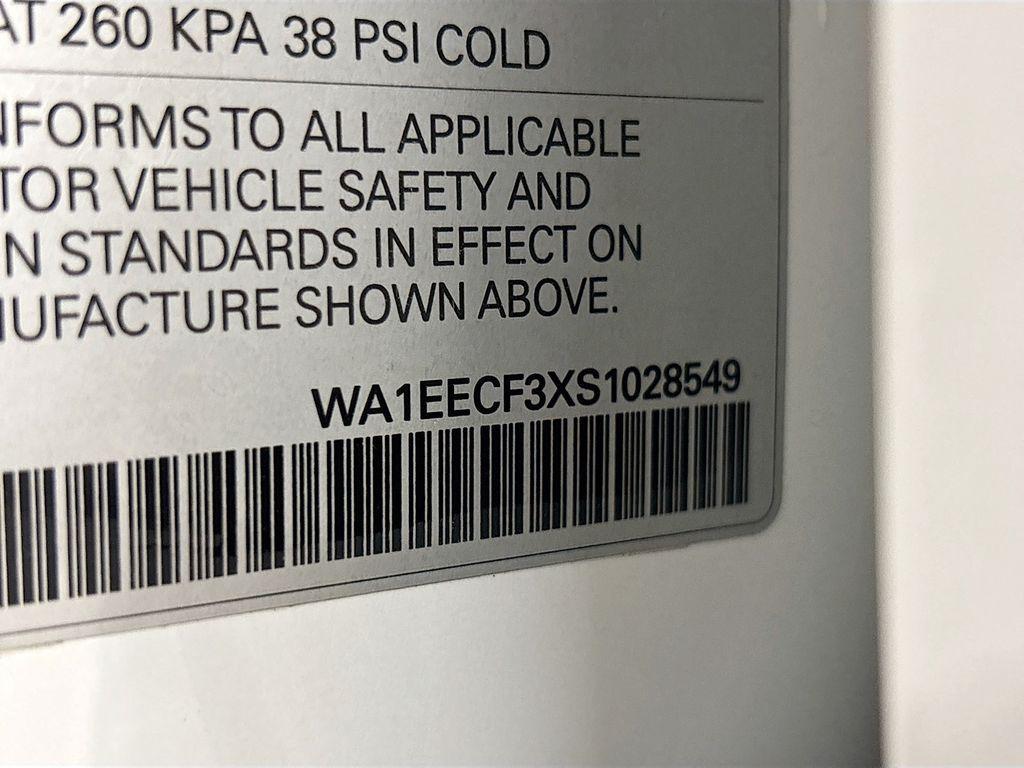 AT 260 KPA 38 PSI COLD
NFORMS TO ALL APPLICABLE
TOR VEHICLE SAFETY AND
N STANDARDS IN EFFECT ON
NUFACTURE SHOWN ABOVE.
WA1EECF3XS1028549